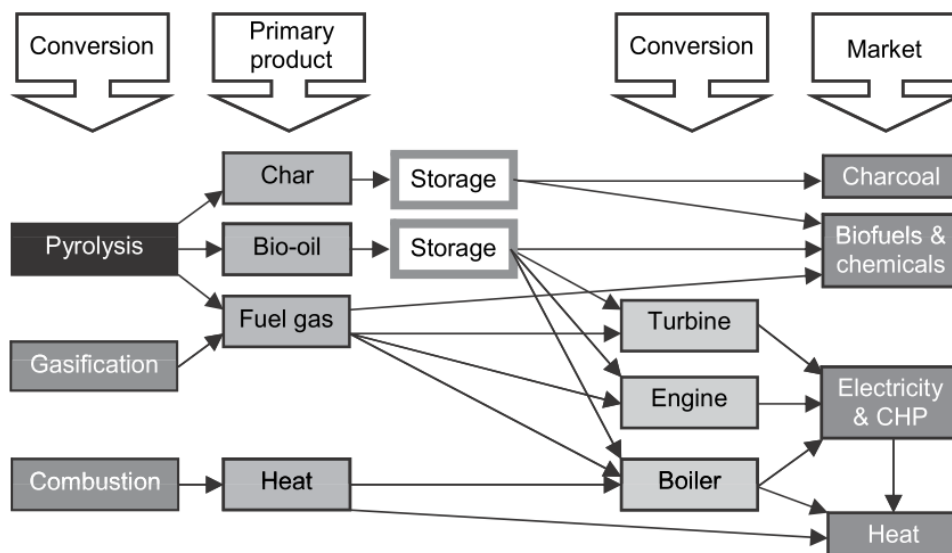 Conversion
Primary
product
Conversion
Market
Char
Storage
Charcoal
Pyrolysis
Bio-oil
Storage
Biofuels &
chemicals
Fuel gas
Turbine
Gasification
Engine
Electricity
& CHP
Combustion
Heat
Boiler
Heat